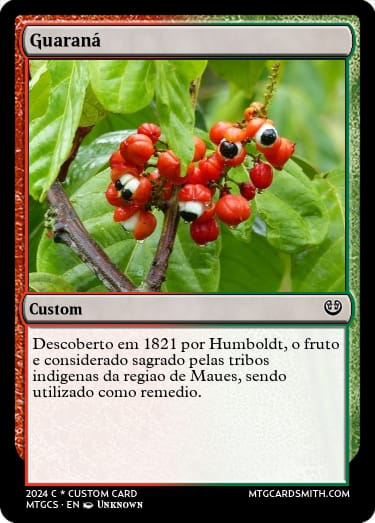 Guaraná
Custom
Descoberto em 1821 por Humboldt, o fruto
e considerado sagrado pelas tribos
indigenas da regiao de Maues, sendo
utilizado como remedio.
2024 C * CUSTOM CARD
MTGCARDSMITH.COM
MTGCS · EN Unknown